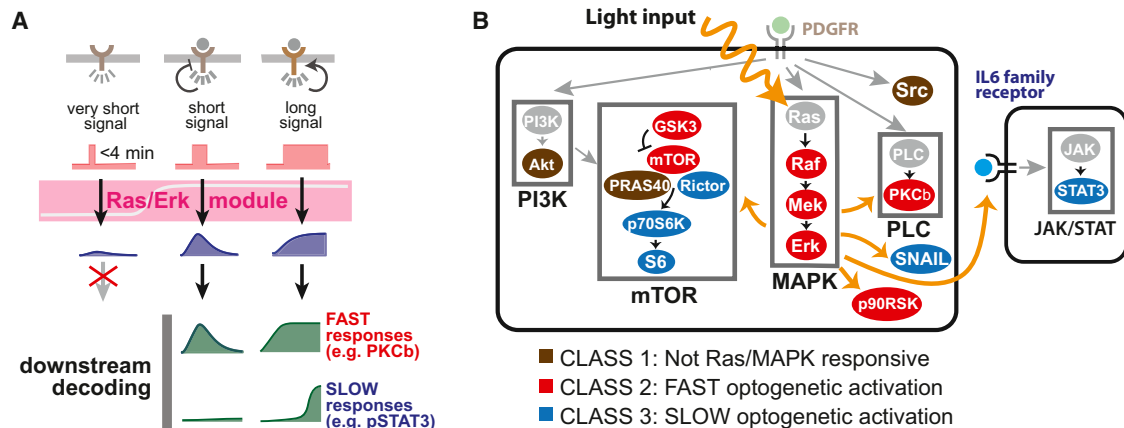 A
very short
signal
short
signal
long
signal
<4 min
Ras/Erk module
downstream
decoding
FAST
responses
(e.g. PKCb)
SLOW
responses
(e.g. pSTAT3)
B
Light input
PDGFR
Src
IL6 family
receptor
PI3K
Akt
PI3K
GSK3
mTOR
PRAS40
Rictor
p70S6K
S6
mTOR
Ras
Raf
Mek
Erk
MAPK
PLC
PKCb
PLC
SNAIL
p90RSK
JAK
STAT3
JAK/STAT
CLASS 1: Not Ras/MAPK responsive
CLASS 2: FAST optogenetic activation
CLASS 3: SLOW optogenetic activation